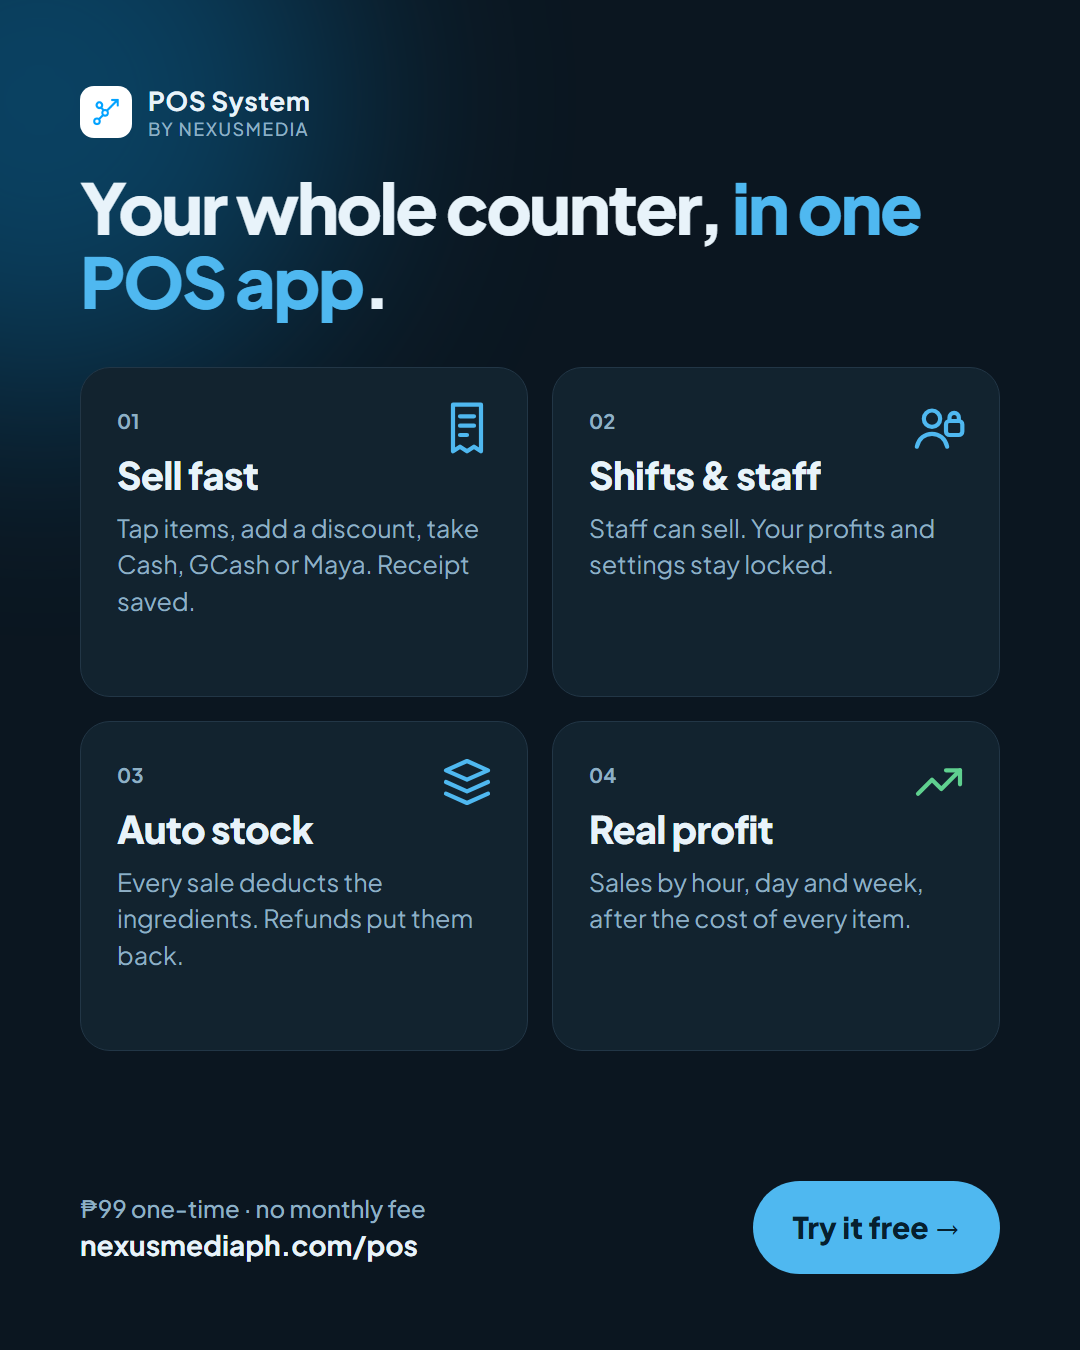 POS System
BY NEXUSMEDIA
Your whole counter, in one
POS app.
01
Sell fast
Tap items, add a discount, take
Cash, GCash or Maya. Receipt
saved.
02
Shifts & staff
Staff can sell. Your profits and
settings stay locked.
03
Auto stock
Every sale deducts the
ingredients. Refunds put them
back.
04
Real profit
Sales by hour, day and week,
after the cost of every item.
₱99 one-time · no monthly fee
nexusmediaph.com/pos
Try it free →